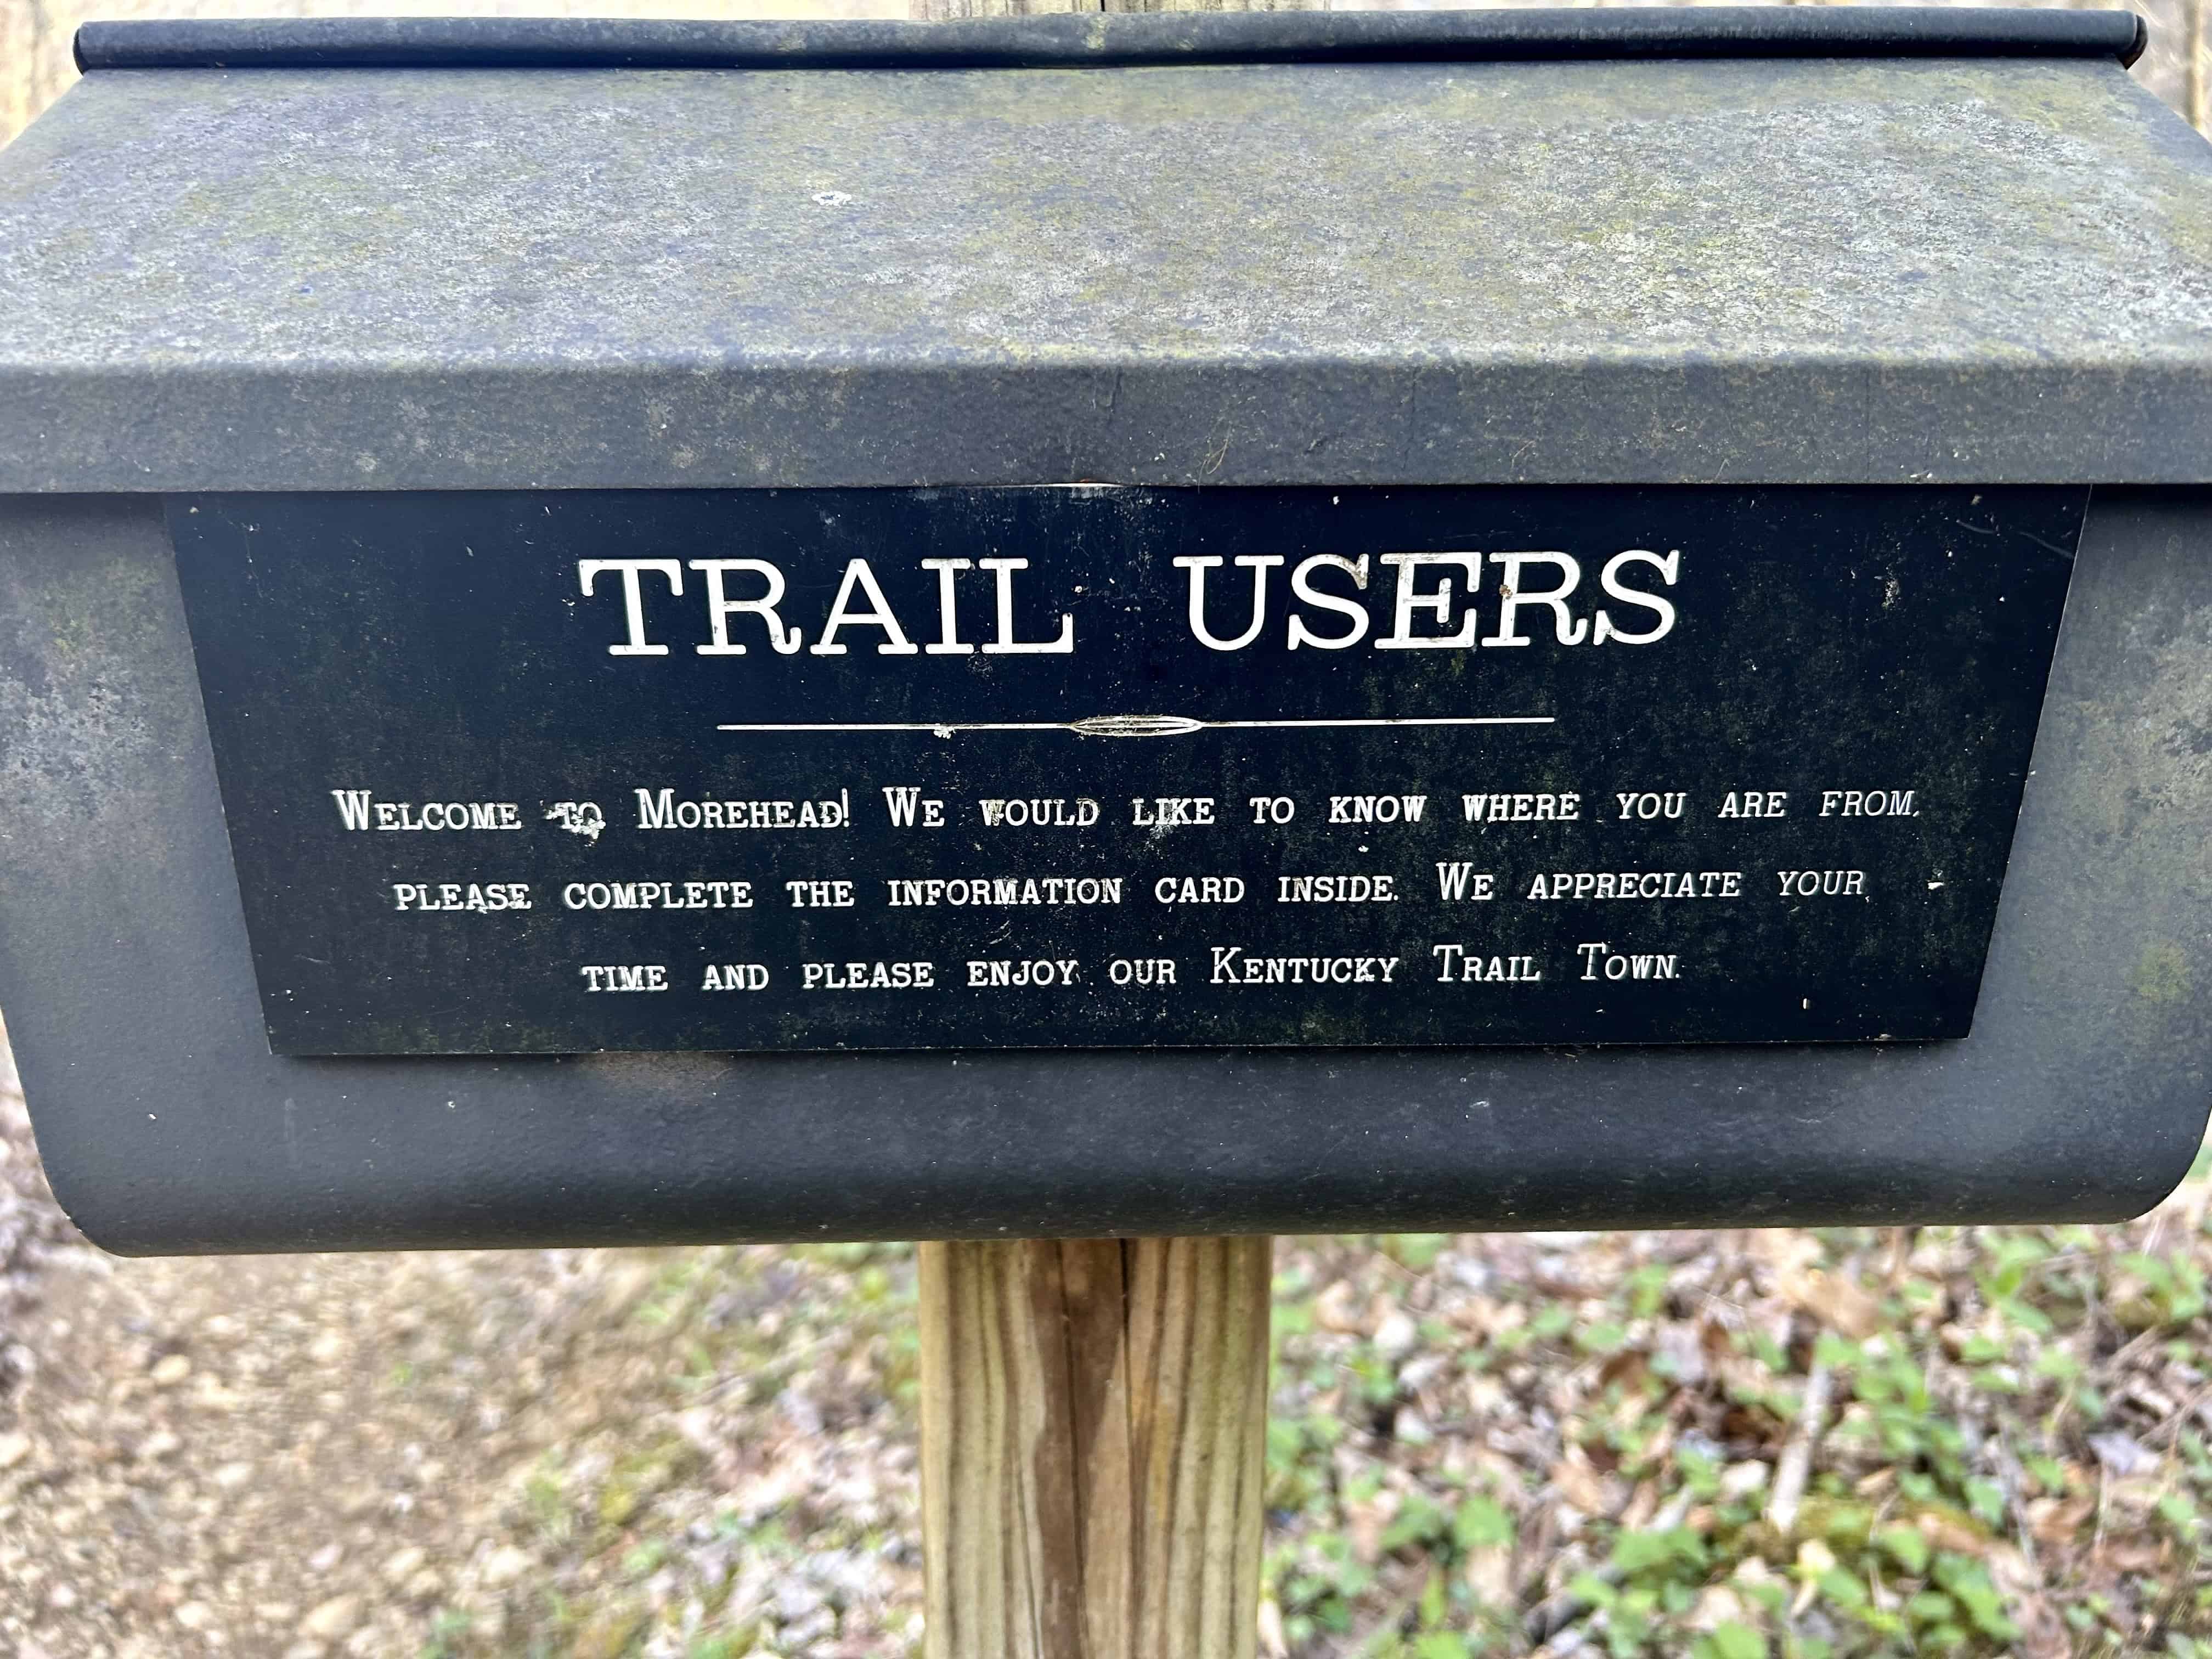 TRAIL USERS
Welcome to Morehead! We would like to know where you are from,
please complete the information card inside. We appreciate your
time and please enjoy our Kentucky Trail Town.